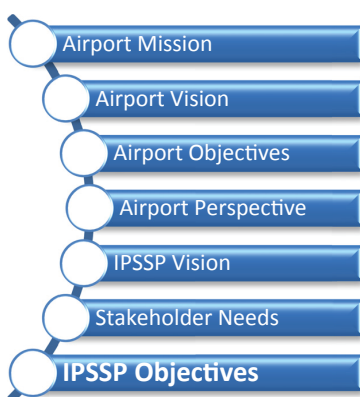 Airport Mission
Airport Vision
Airport Objectives
Airport Perspective
IPSSP Vision
Stakeholder Needs
IPSSP Objectives